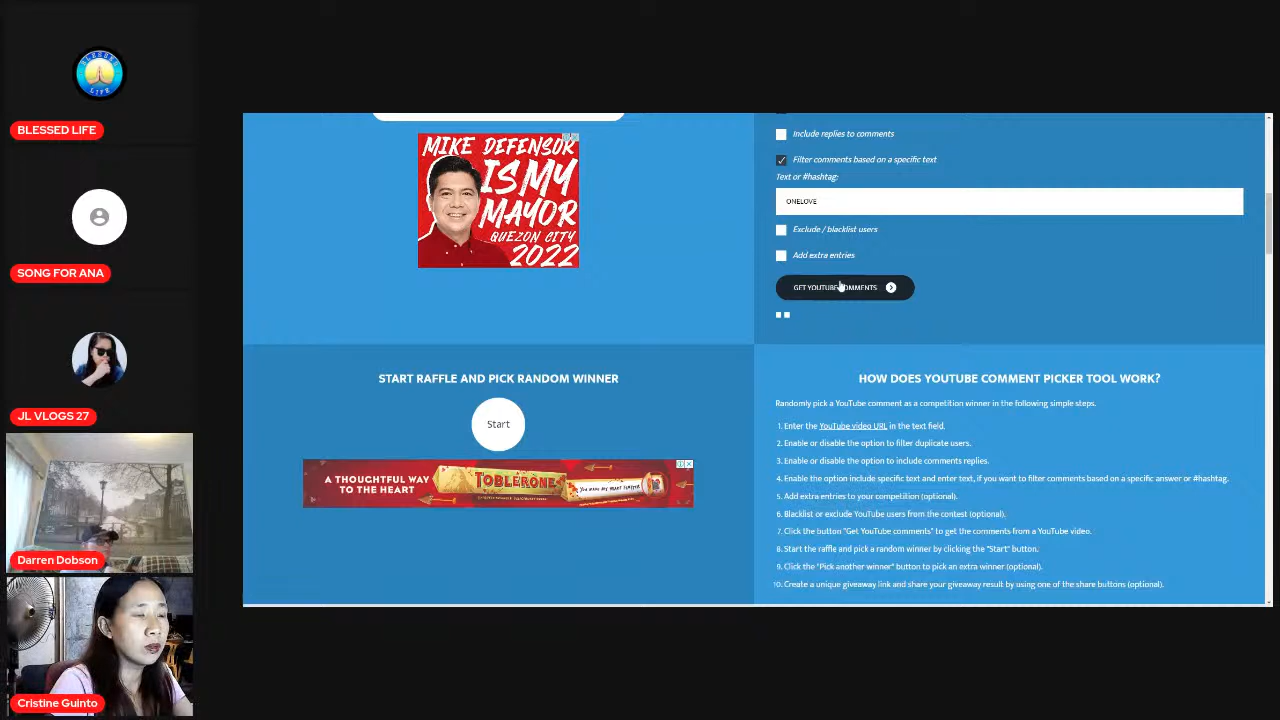 BLESSED
LIFE
BLESSED LIFE
SONG FOR ANA
JL VLOGS 27
Darren Dobson
Cristine Guinto
MIKE DEFENSOR
IS MY
MAYOR
QUEZON CITY
2022
Include replies to comments
Filter comments based on a specific text
Text or #hashtag:
ONELOVE
Exclude / blacklist users
Add extra entries
GET YOUTUBE COMMENTS
START RAFFLE AND PICK RANDOM WINNER
Start
A THOUGHTFUL WAY
TO THE HEART
TOBLERONE
HOW DOES YOUTUBE COMMENT PICKER TOOL WORK?
Randomly pick a YouTube comment as a competition winner in the following simple steps.
1. Enter the YouTube video URL in the text field.
2. Enable or disable the option to filter duplicate users.
3. Enable or disable the option to include comments replies.
4. Enable the option include specific text and enter text, if you want to filter comments based on a specific answer or #hashtag.
5. Add extra entries to your competition (optional).
6. Blacklist or exclude YouTube users from the contest (optional).
7. Click the button "Get YouTube comments" to get the comments from a YouTube video.
8. Start the raffle and pick a random winner by clicking the "Start" button.
9. Click the "Pick another winner" button to pick an extra winner (optional).
10. Create a unique giveaway link and share your giveaway result by using one of the share buttons (optional).